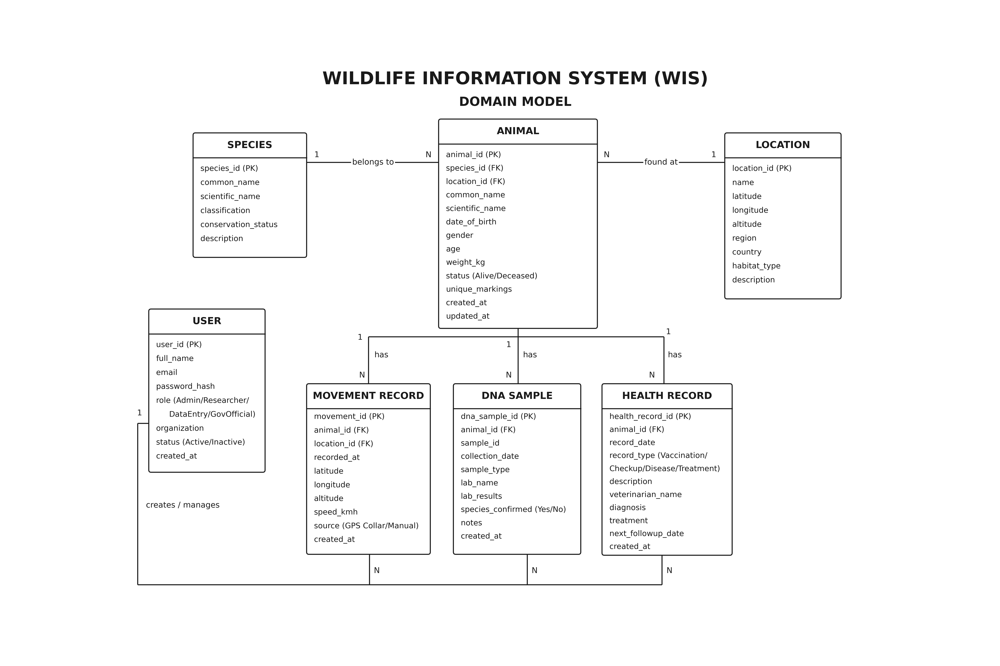 WILDLIFE INFORMATION SYSTEM (WIS)
DOMAIN MODEL
SPECIES
species_id (PK)
common_name
scientific_name
classification
conservation_status
description
1
belongs to
N
ANIMAL
animal_id (PK)
species_id (FK)
location_id (FK)
common_name
scientific_name
date_of_birth
gender
age
weight_kg
status (Alive/Deceased)
unique_markings
created_at
updated_at
N
found at
1
LOCATION
location_id (PK)
name
latitude
longitude
altitude
region
country
habitat_type
description
USER
user_id (PK)
full_name
email
password_hash
role (Admin/Researcher/
DataEntry/GovOfficial)
organization
status (Active/Inactive)
created_at
1
creates / manages
1
has
N
1
has
N
1
has
N
MOVEMENT RECORD
movement_id (PK)
animal_id (FK)
location_id (FK)
recorded_at
latitude
longitude
altitude
speed_kmh
source (GPS Collar/Manual)
created_at
N
DNA SAMPLE
dna_sample_id (PK)
animal_id (FK)
sample_id
collection_date
sample_type
lab_name
lab_results
species_confirmed (Yes/No)
notes
created_at
N
HEALTH RECORD
health_record_id (PK)
animal_id (FK)
record_date
record_type (Vaccination/
Checkup/Disease/Treatment)
description
veterinarian_name
diagnosis
treatment
next_followup_date
created_at
N